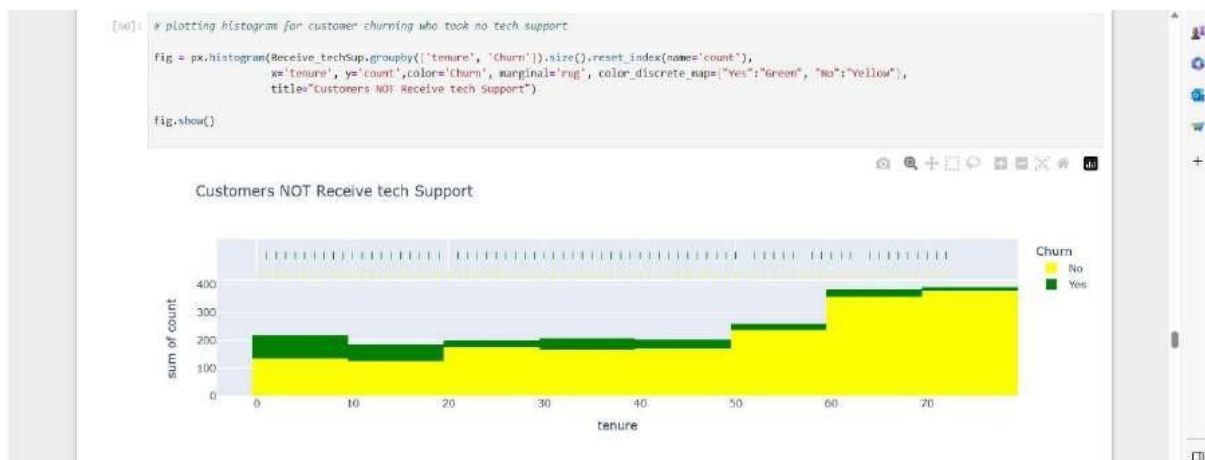 # plotting histogram for customer churning who took no tech support
fig = px.histogram(Receive_techSup.groupby(['tenure', 'Churn']).size().reset_index(name='count'),
x='tenure', y='count',color='Churn', marginal='rug', color_discrete_map={"Yes":"Green", "No":"Yellow"},
title="Customers NOT Receive tech Support")
fig.show()
Customers NOT Receive tech Support
Churn
No
Yes
sum of count
400
300
200
100
0
0 10 20 30 40 50 60 70
tenure